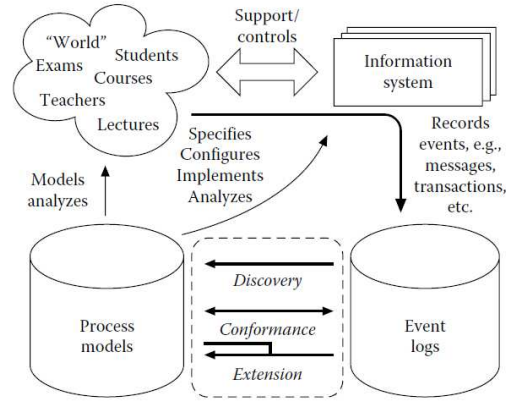 “World”
Students
Exams
Courses
Teachers
Lectures
Support/
controls
Information
system
Specifies
Configures
Implements
Analyzes
Records
events, e.g.,
messages,
transactions,
etc.
Models
analyzes
Process
models
Discovery
Conformance
Extension
Event
logs